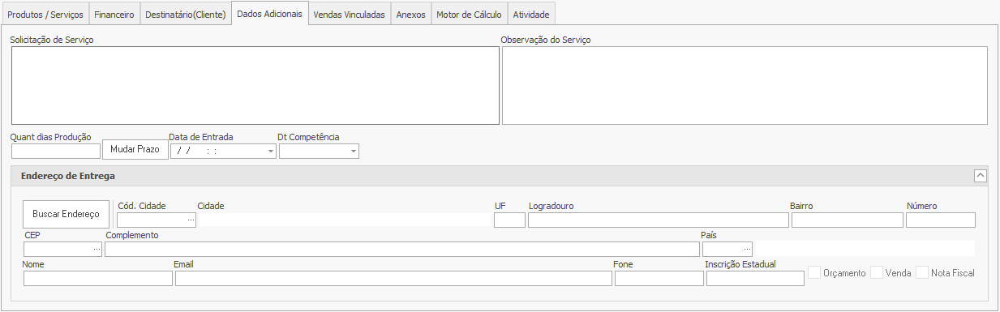 Produtos / Serviços Financeiro Destinatário(Cliente) Dados Adicionais Vendas Vinculadas Anexos Motor de Cálculo Atividade
Solicitação de Serviço Observação do Serviço
Quant dias Produção Data de Entrada Dt Competência
Mudar Prazo / / : :
Endereço de Entrega
Buscar Endereço Cód. Cidade Cidade UF Logradouro Bairro Número
...
CEP Complemento País
... ...
Nome Email Fone Inscrição Estadual
Orçamento Venda Nota Fiscal